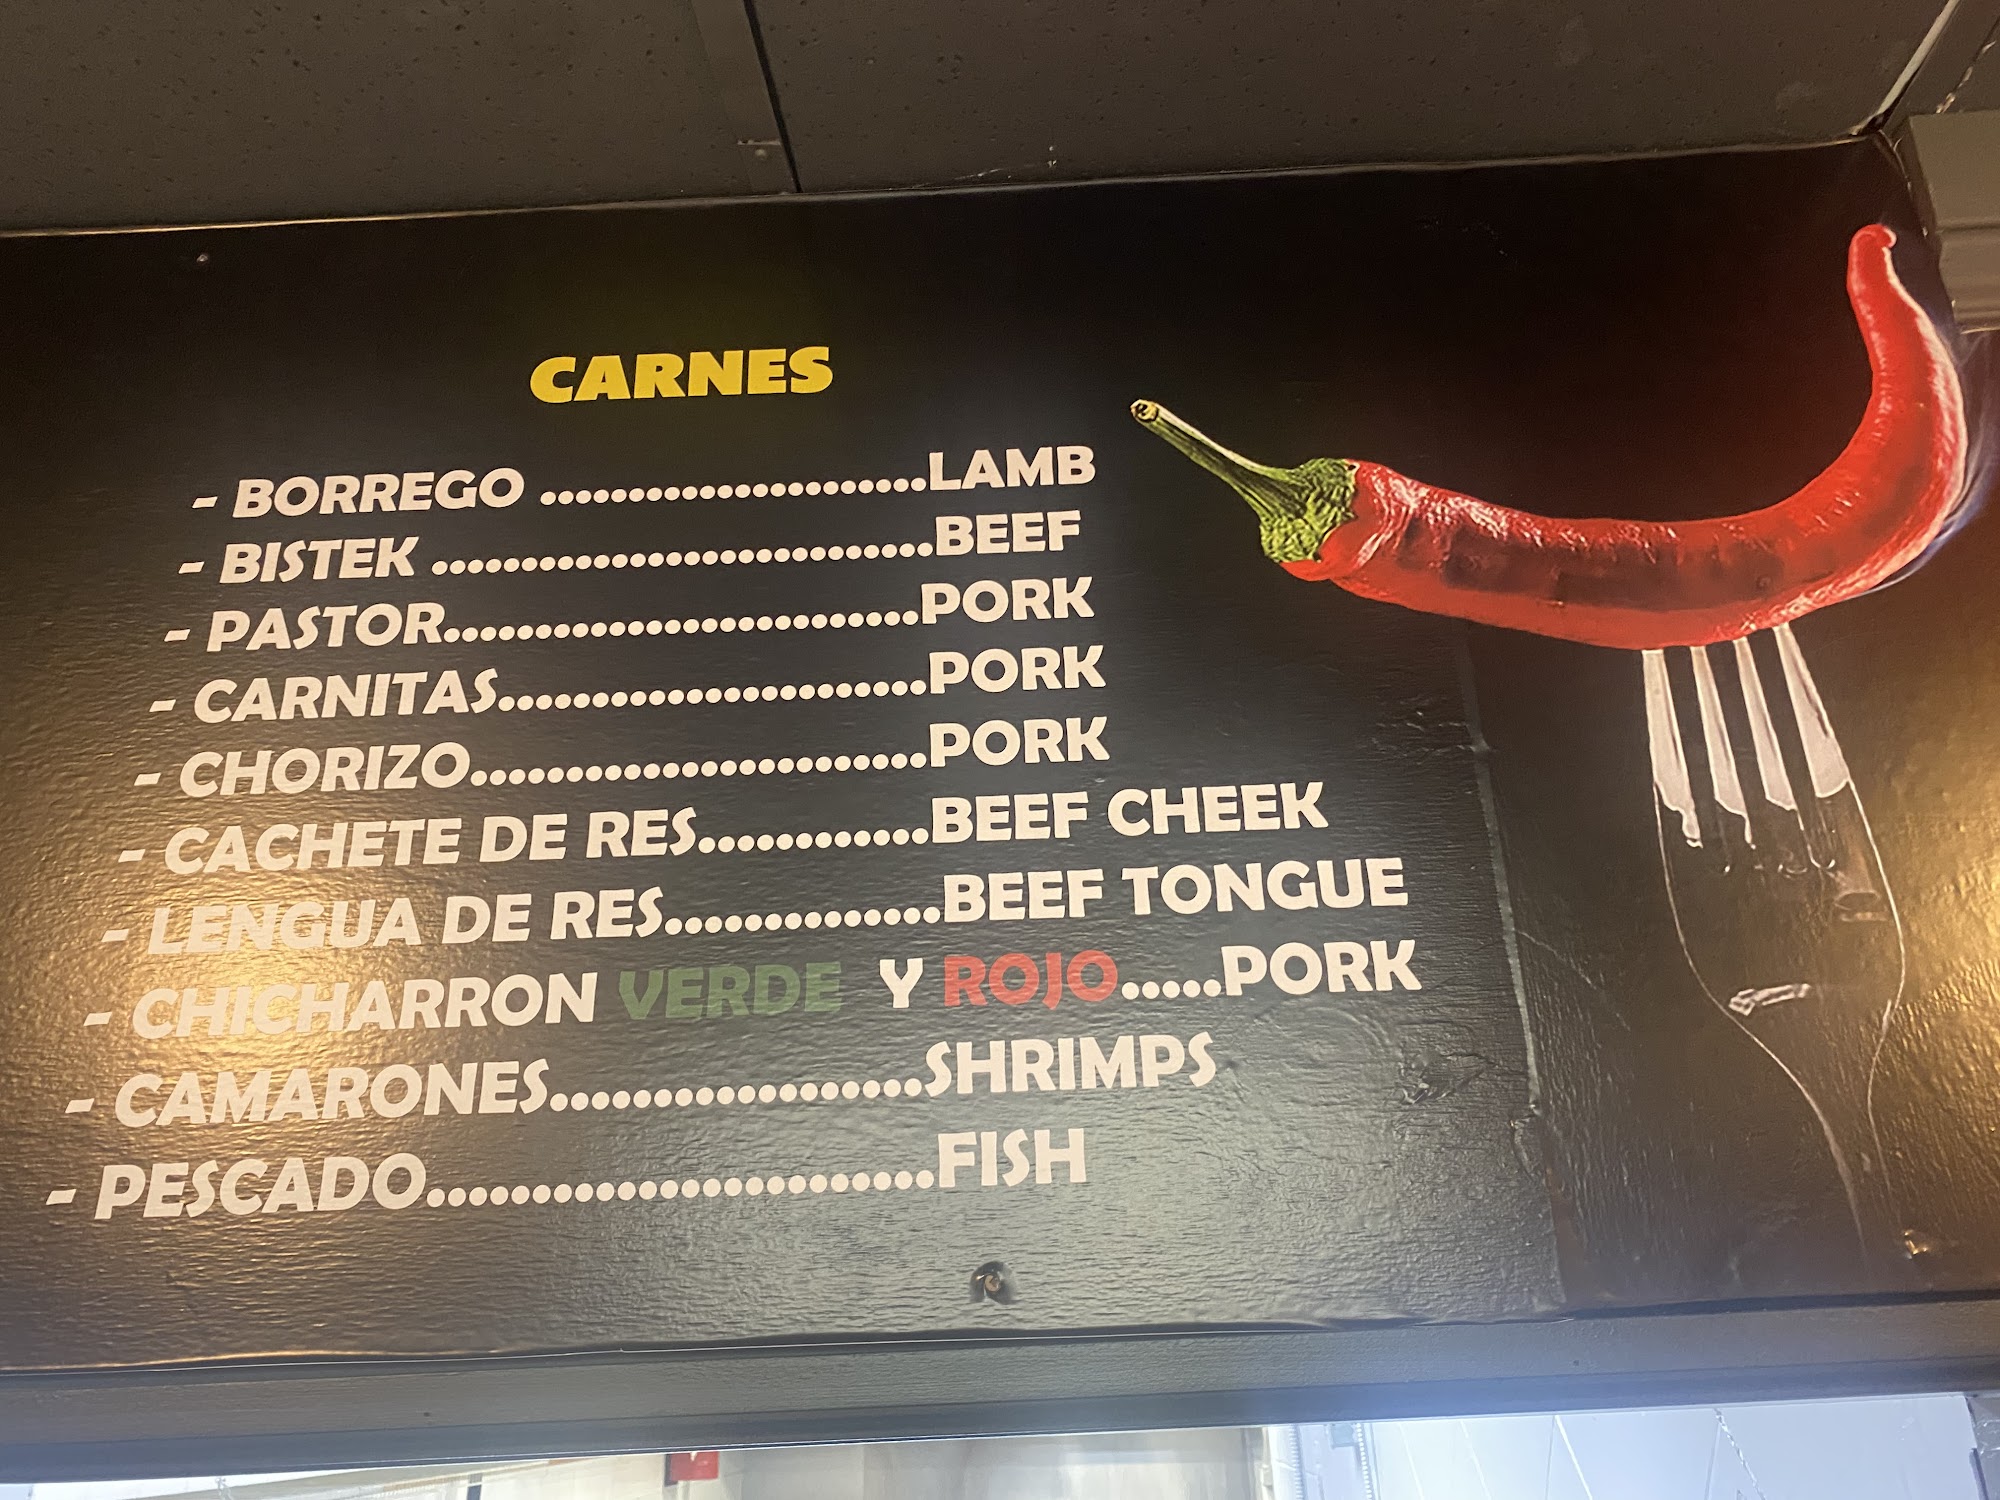 CARNES
- BORREGO ......................LAMB
- BISTEK .............................BEEF
- PASTOR...........................PORK
- CARNITAS.........................PORK
- CHORIZO..........................PORK
- CACHETE DE RES.............BEEF CHEEK
- LENGUA DE RES...............BEEF TONGUE
- CHICHARRON VERDE Y ROJO.....PORK
- CAMARONES....................SHRIMPS
- PESCADO...........................FISH